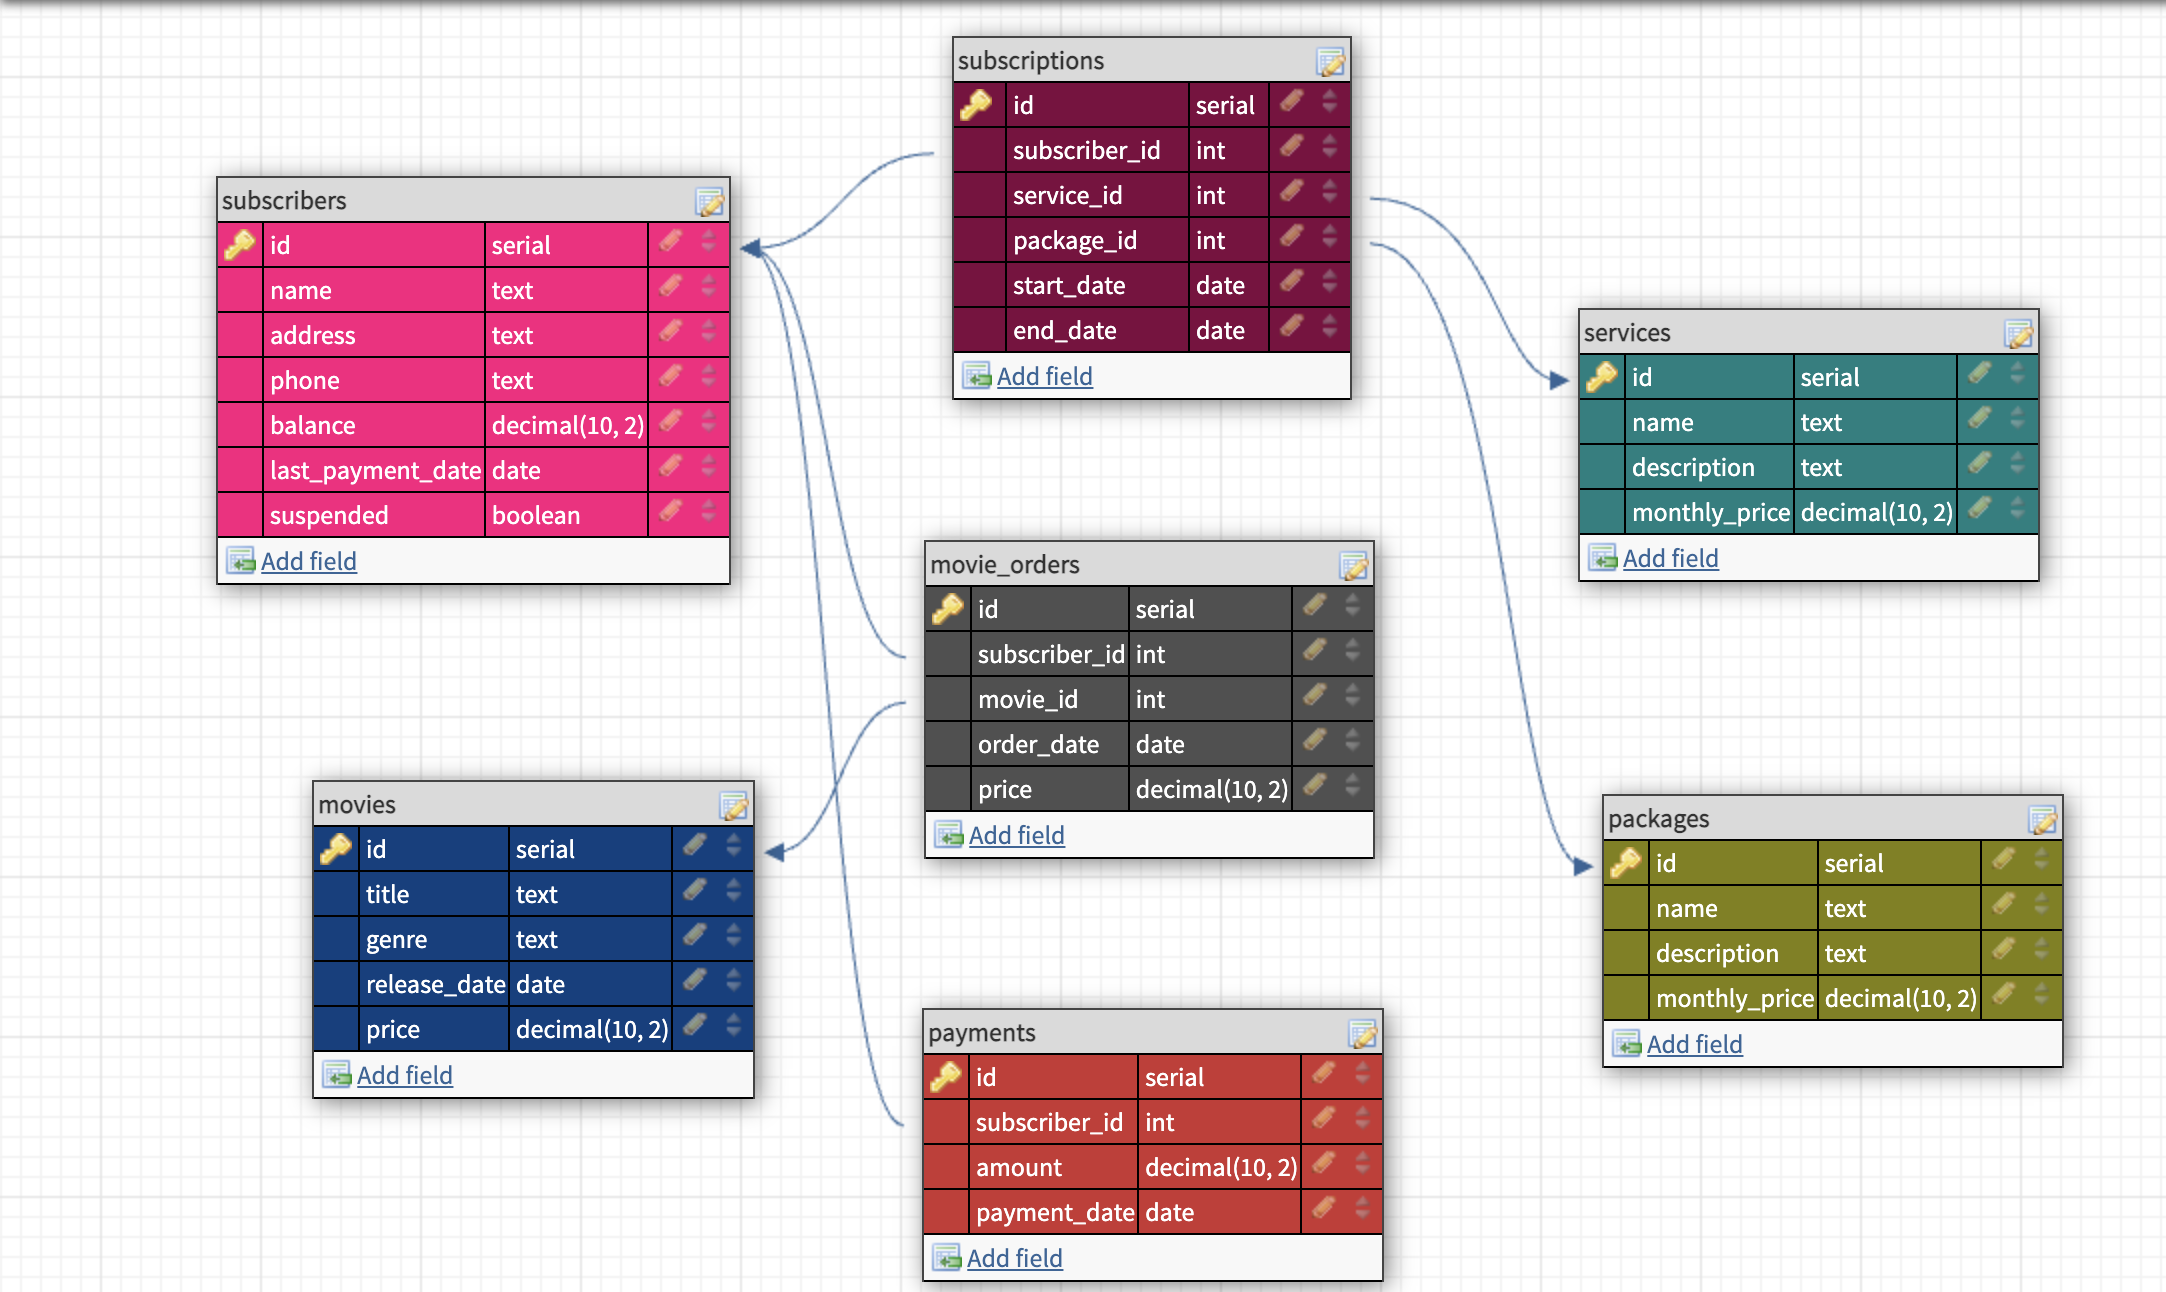 subscriptions
id serial
subscriber_id int
service_id int
package_id int
start_date date
end_date date
Add field
subscribers
id serial
name text
address text
phone text
balance decimal(10, 2)
last_payment_date date
suspended boolean
Add field
services
id serial
name text
description text
monthly_price decimal(10, 2)
Add field
movie_orders
id serial
subscriber_id int
movie_id int
order_date date
price decimal(10, 2)
Add field
movies
id serial
title text
genre text
release_date date
price decimal(10, 2)
Add field
packages
id serial
name text
description text
monthly_price decimal(10, 2)
Add field
payments
id serial
subscriber_id int
amount decimal(10, 2)
payment_date date
Add field